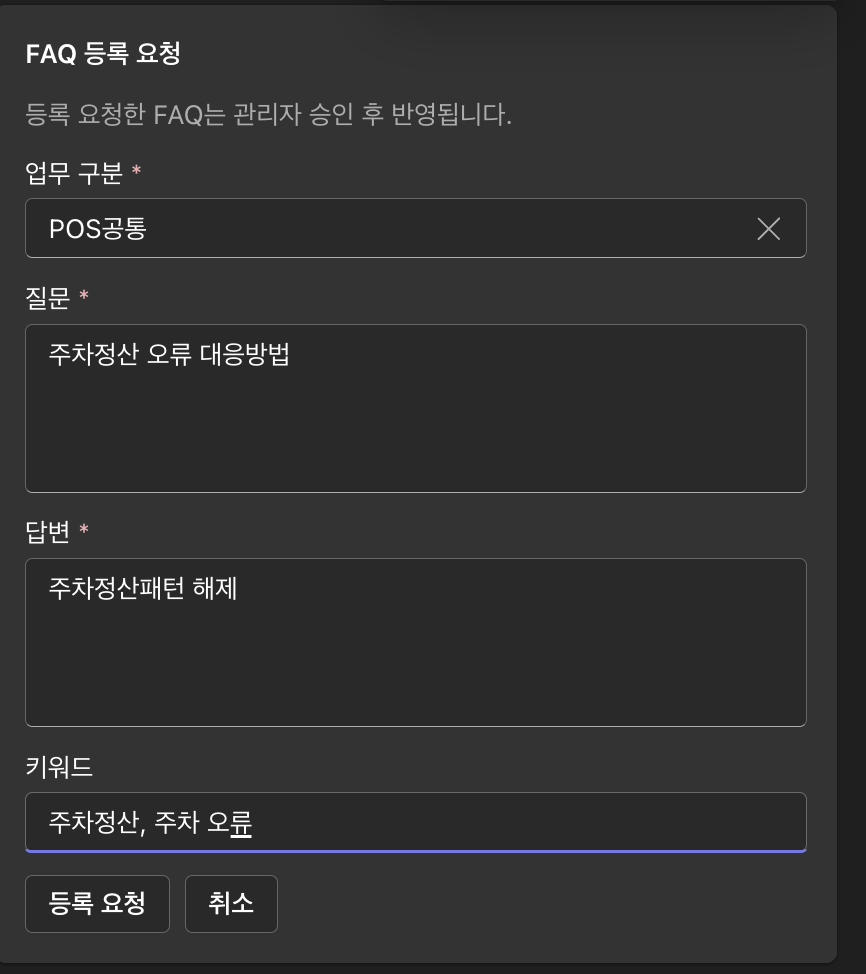 FAQ 등록 요청
등록 요청한 FAQ는 관리자 승인 후 반영됩니다.
업무 구분 *
POS공통
질문 *
주차정산 오류 대응방법
답변 *
주차정산패턴 해제
키워드
주차정산, 주차 오류
등록 요청 취소